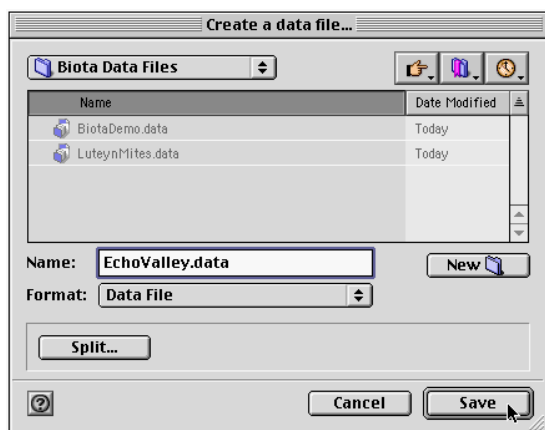 Create a data file...
Biota Data Files
Name Date Modified
BiotaDemo.data Today
LuteynMites.data Today
Name: EchoValley.data New
Format: Data File
Split...
? Cancel Save